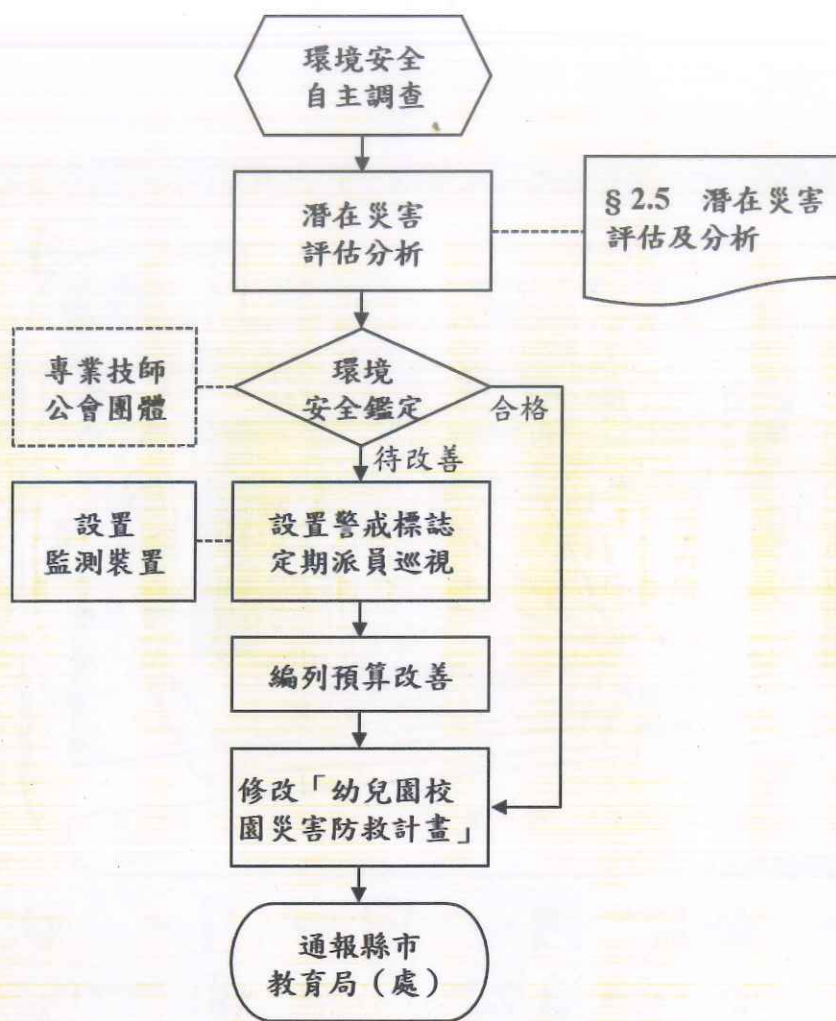 環境安全
自主調查
潛在災害
評估分析
§ 2.5 潛在災害
評估及分析
專業技師
公會團體
環境
安全鑑定
合格
待改善
設置
監測裝置
設置警戒標誌
定期派員巡視
編列預算改善
修改「幼兒園校
園災害防救計畫」
通報縣市
教育局（處）